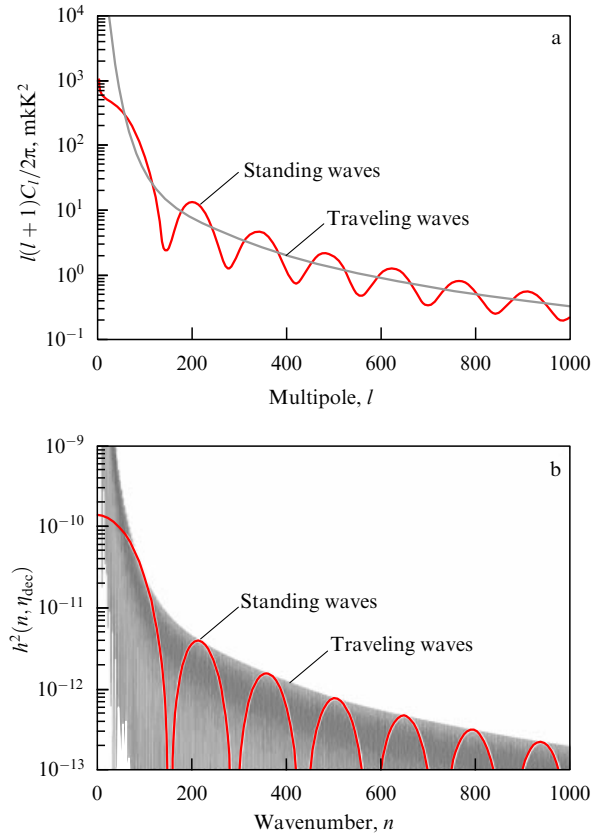 a
l(l + 1)C_l/2π, mkK2
10^4
10^3
10^2
10^1
10^0
10^−1
Standing waves
Traveling waves
0 200 400 600 800 1000
Multipole, l
b
h^2(n, η_dec)
10^−9
10^−10
10^−11
10^−12
10^−13
Standing waves
Traveling waves
0 200 400 600 800 1000
Wavenumber, n